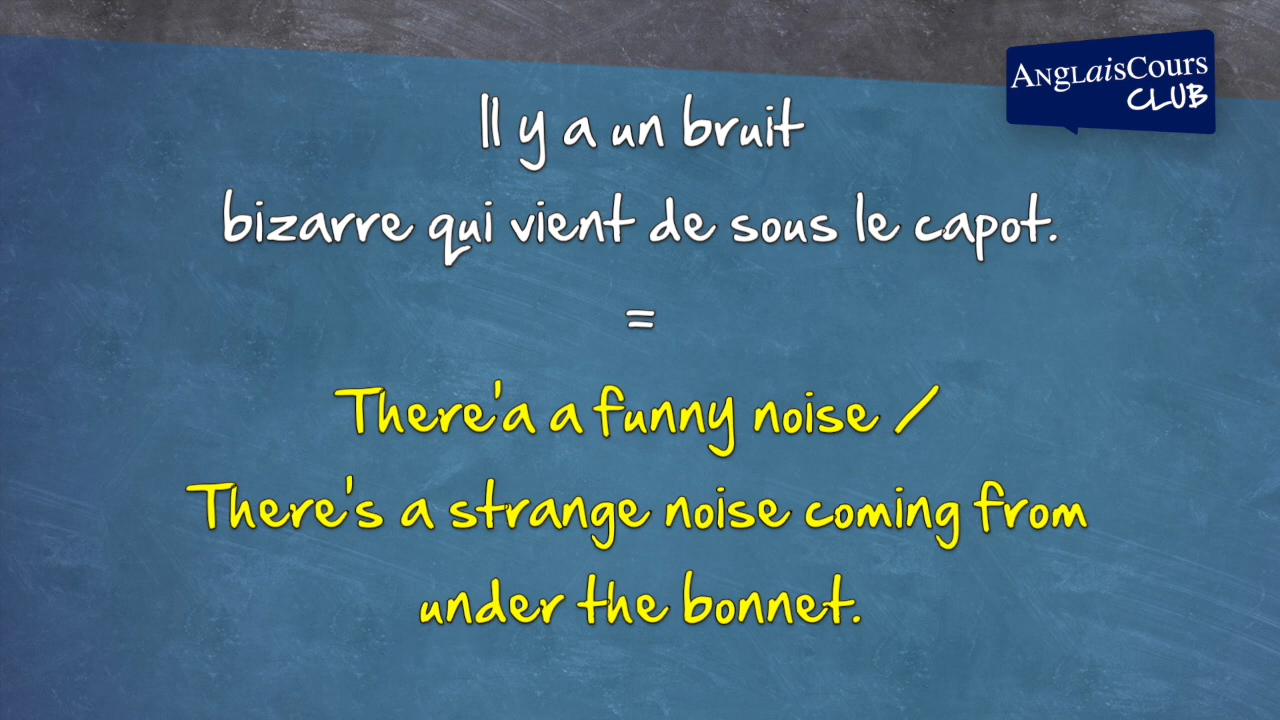 AnglaisCours
CLUB
Il y a un bruit
bizarre qui vient de sous le capot.
=
There'a a funny noise /
There's a strange noise coming from
under the bonnet.